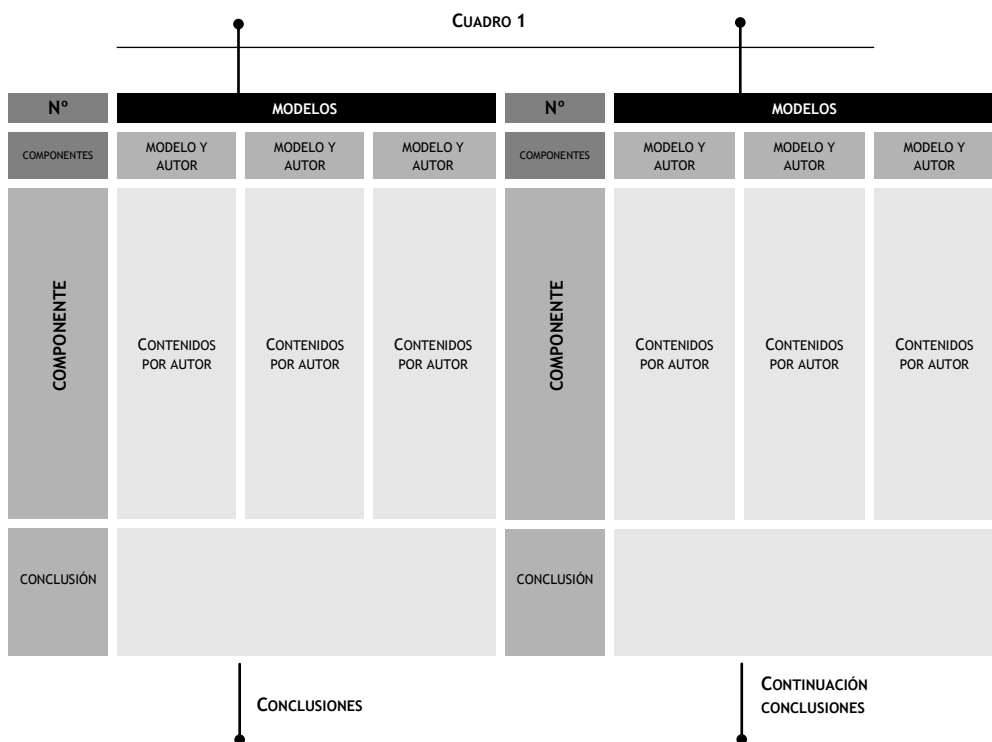 CUADRO 1
Nº MODELOS Nº MODELOS
COMPONENTES MODELO Y AUTOR MODELO Y AUTOR MODELO Y AUTOR COMPONENTES MODELO Y AUTOR MODELO Y AUTOR MODELO Y AUTOR
COMPONENTE
CONTENIDOS POR AUTOR
CONTENIDOS POR AUTOR
CONTENIDOS POR AUTOR
COMPONENTE
CONTENIDOS POR AUTOR
CONTENIDOS POR AUTOR
CONTENIDOS POR AUTOR
CONCLUSIÓN
CONCLUSIÓN
CONCLUSIONES
CONTINUACIÓN
CONCLUSIONES